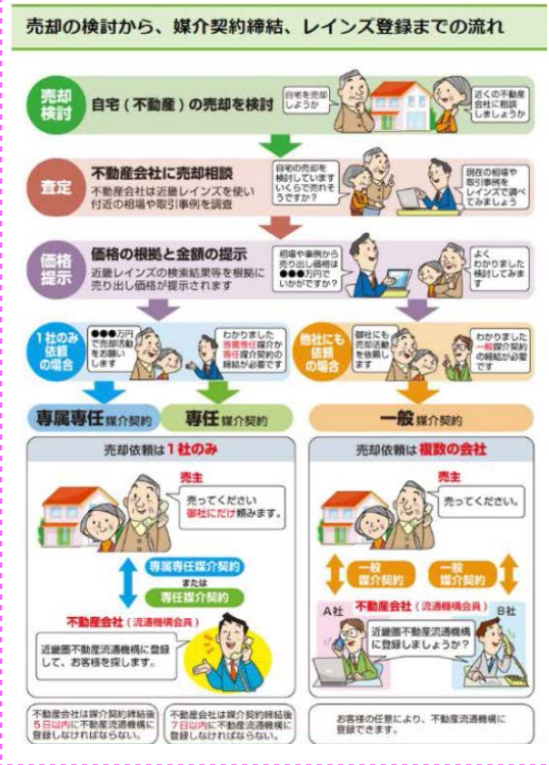 売却の検討から、媒介契約締結、レインズ登録までの流れ
売却
検討
自宅(不動産)の売却を検討
自宅を売却
しようか
近くの不動産
会社に相談
しましょうか
査定
不動産会社に売却相談
不動産会社は近畿レインズを使い
付近の相場や取引事例を調査
自宅の売却を
検討しています
いくらで売れそ
うですか?
現在の相場や
取引事例を
レインズで調べ
てみましょう
価格
提示
価格の根拠と金額の提示
近畿レインズの検索結果等を根拠に
売り出し価格が提示されます
相場や事例から
売り出し価格は
●●●万円で
いかがですか?
よく
わかりました
検討してみま
す
1社のみ
依頼
の場合
●●●万円
で売却活動
をお願い
します
わかりました
専属専任媒介か
専任媒介契約の
締結が必要です
他社にも
依頼
の場合
御社にも
売却活動
を依頼し
ます
わかりました
一般媒介契約
の締結が必要
です
専属専任媒介契約
専任媒介契約
一般媒介契約
売却依頼は1社のみ
売主
売ってください
御社にだけ頼みます。
専属専任媒介契約
または
専任媒介契約
不動産会社(流通機構会員)
近畿圏不動産流通機構に登録
して、お客様を探します。
不動産会社は媒介契約締結後
5日以内に不動産流通機構に
登録しなければならない。
不動産会社は媒介契約締結後
7日以内に不動産流通機構に
登録しなければならない。
売却依頼は複数の会社
売主
売ってください。
一般
媒介契約
一般
媒介契約
A社
不動産会社(流通機構会員)
B社
近畿圏不動産流通機構
に登録しましょうか?
お客様の任意により、不動産流通機構に
登録できます。